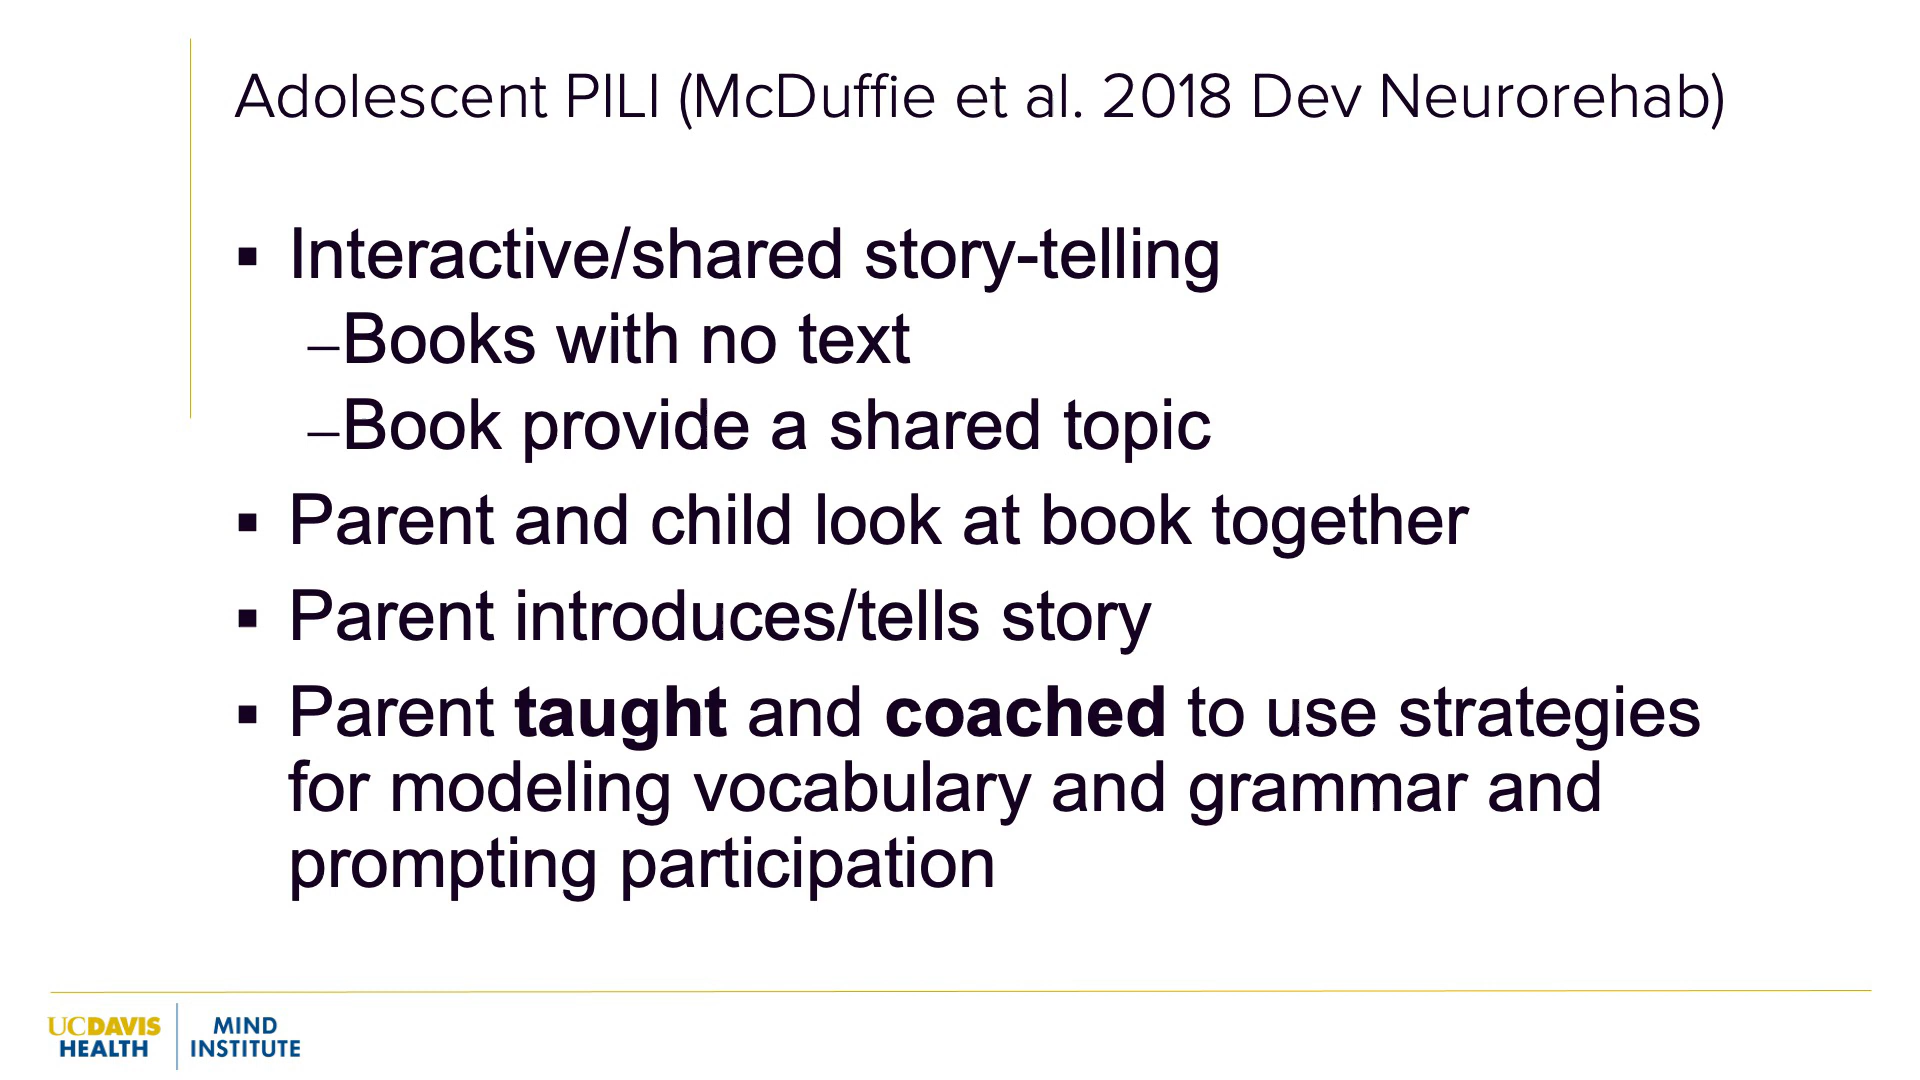 Adolescent PILI (McDuffie et al. 2018 Dev Neurorehab)
▪ Interactive/shared story-telling
–Books with no text
–Book provide a shared topic
▪ Parent and child look at book together
▪ Parent introduces/tells story
▪ Parent taught and coached to use strategies
for modeling vocabulary and grammar and
prompting participation
UCDAVIS
HEALTH
MIND
INSTITUTE